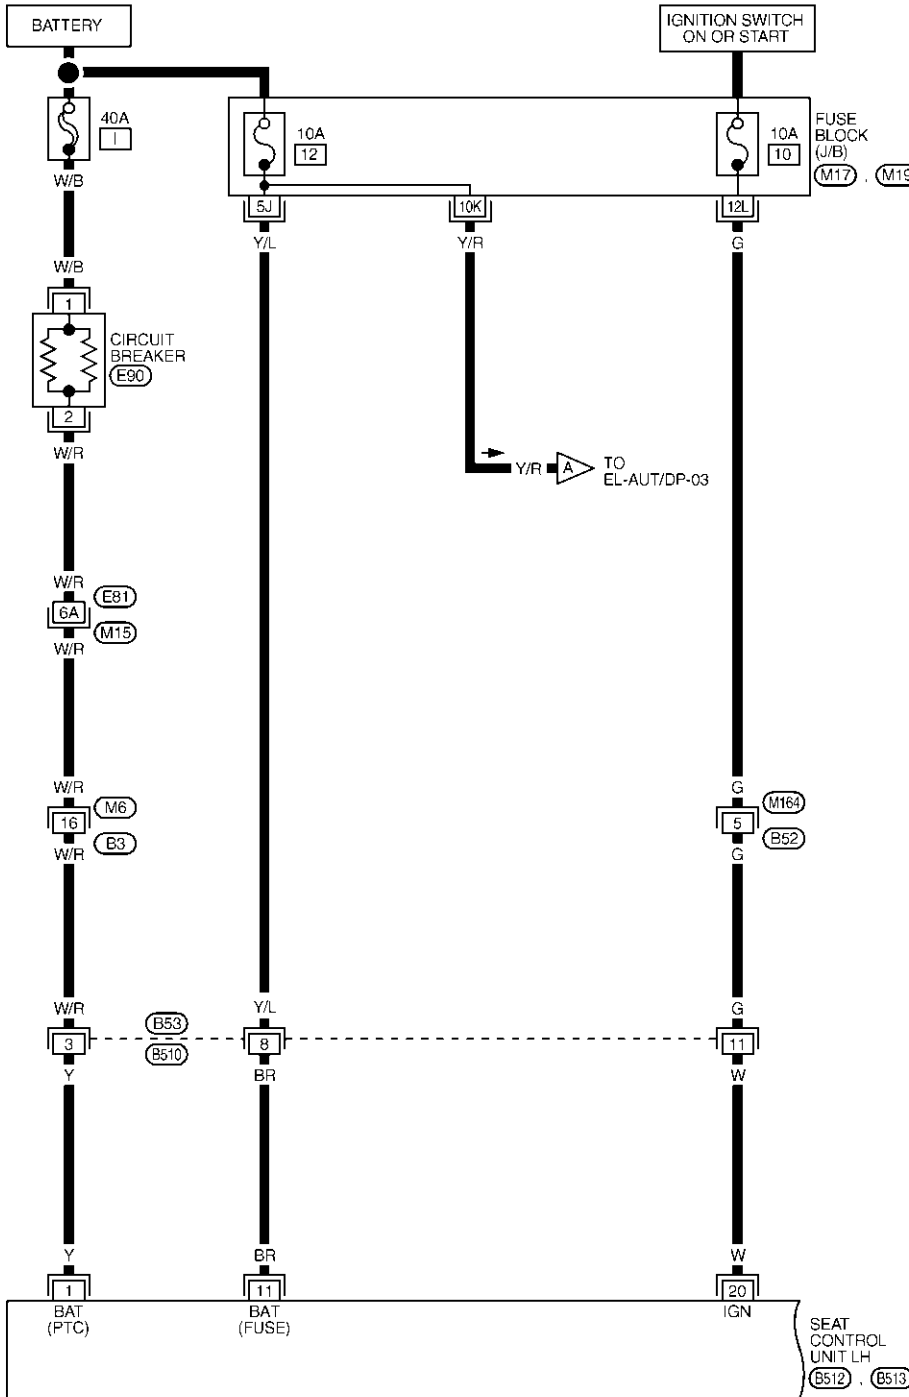 BATTERY
IGNITION SWITCH
ON OR START
40A
I
10A
12
10A
10
FUSE
BLOCK
(J/B)
M17 , M19
W/B
5J
10K
12L
Y/L
Y/R
G
W/B
1
CIRCUIT
BREAKER
E90
2
W/R
Y/R
A
TO
EL-AUT/DP-03
W/R
E81
6A
M15
W/R
W/R
G
M6
M164
16
5
B3
B52
W/R
G
W/R
Y/L
G
B53
3
8
11
B510
Y
BR
W
Y
BR
W
1
11
20
BAT
(PTC)
BAT
(FUSE)
IGN
SEAT
CONTROL
UNIT LH
B512 , B513